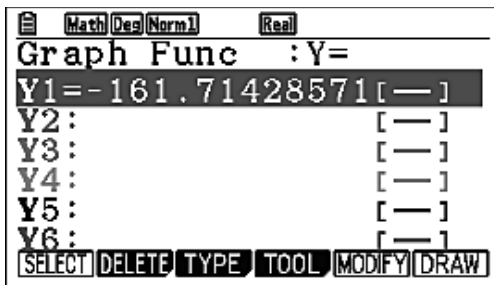 Math Deg Norm1 Real
Graph Func :Y=
Y1=-161.71428571[—]
Y2: [—]
Y3: [—]
Y4: [—]
Y5: [—]
Y6: [—]
SELECT DELETE TYPE TOOL MODIFY DRAW